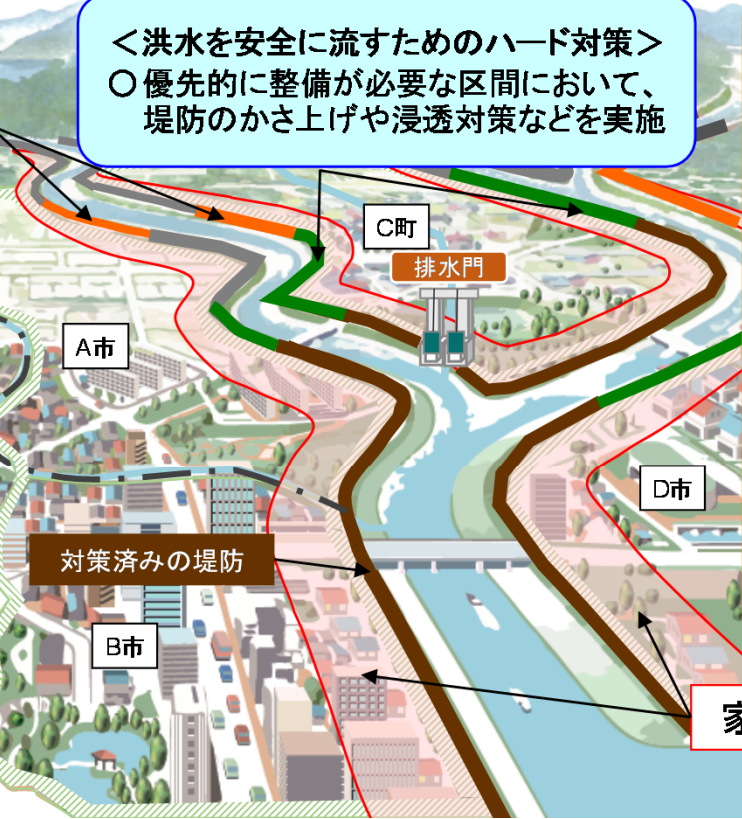 ＜洪水を安全に流すためのハード対策＞
〇優先的に整備が必要な区間において、
堤防のかさ上げや浸透対策などを実施
C町
排水門
A市
D市
対策済みの堤防
B市
家